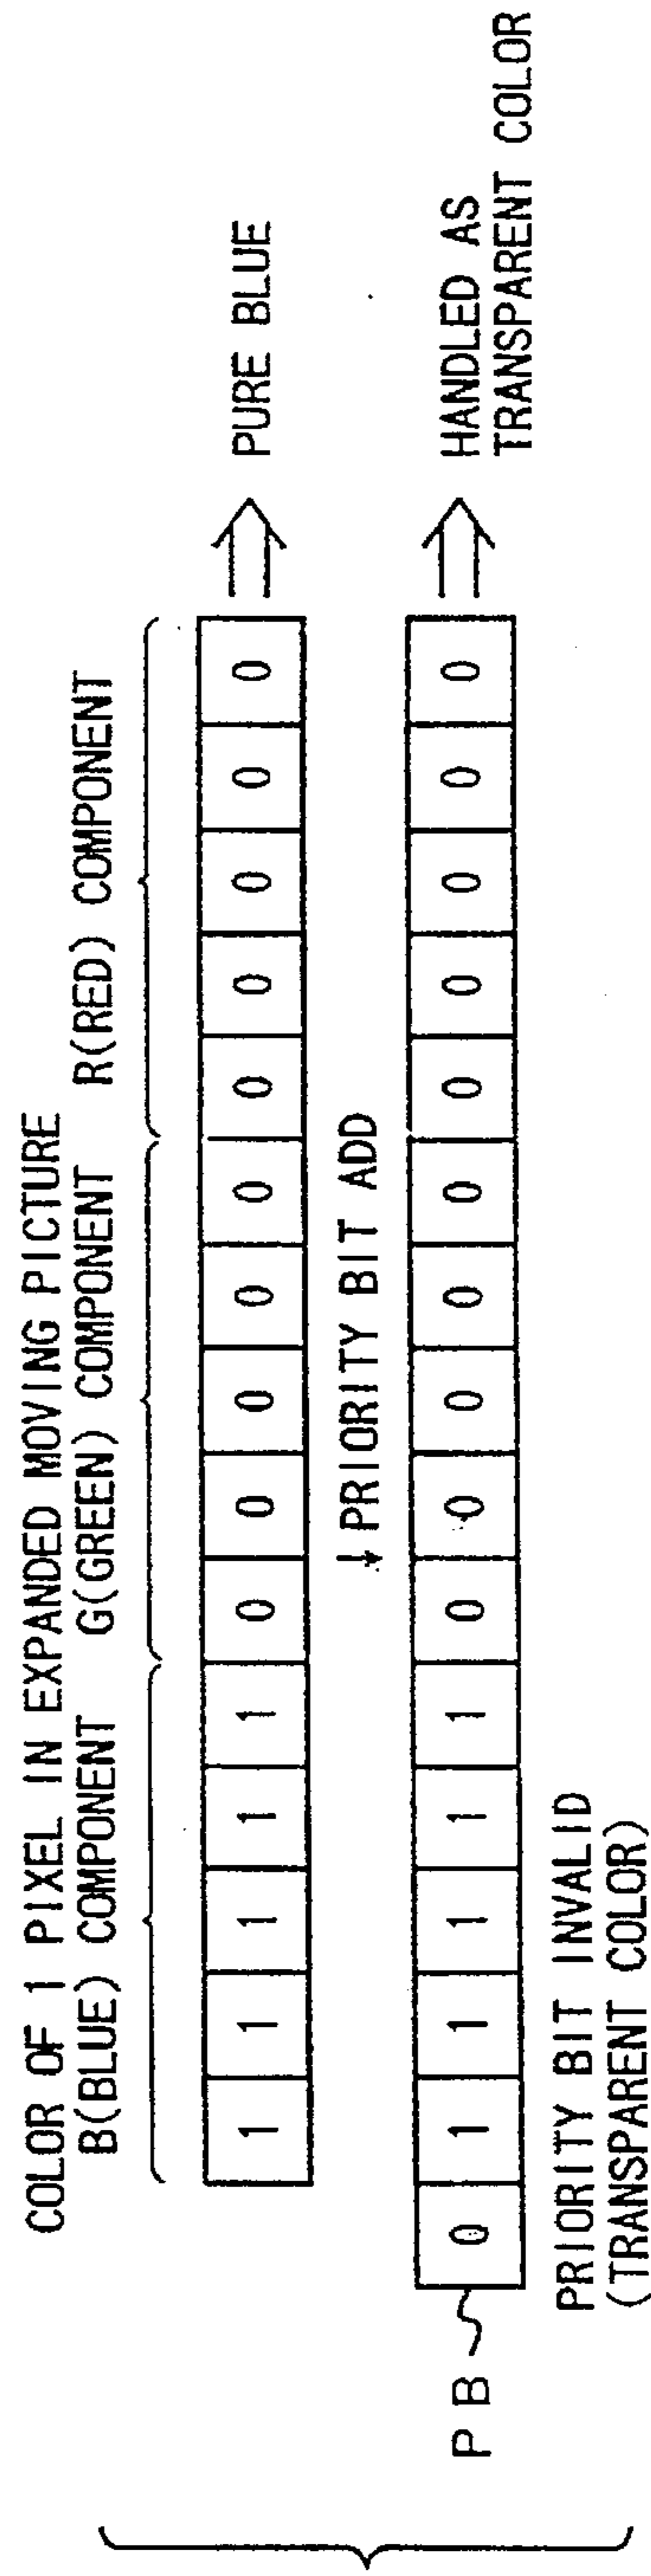 COLOR OF 1 PIXEL IN EXPANDED MOVING PICTURE
B(BLUE) COMPONENT G(GREEN) COMPONENT R(RED) COMPONENT
1 1 1 1 1 0 0 0 0 0 0 0 0 0 0 PURE BLUE
↓ PRIORITY BIT ADD
PB 0 1 1 1 1 1 0 0 0 0 0 0 0 0 0 0 HANDLED AS
TRANSPARENT COLOR
PRIORITY BIT INVALID
(TRANSPARENT COLOR)